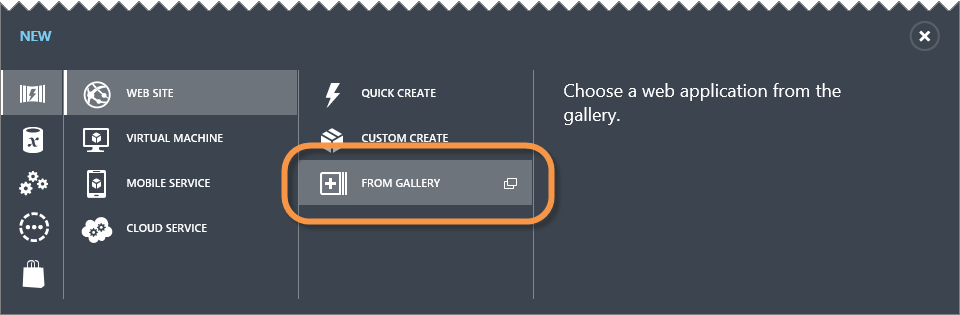 NEW
WEB SITE
VIRTUAL MACHINE
MOBILE SERVICE
CLOUD SERVICE
QUICK CREATE
CUSTOM CREATE
FROM GALLERY
Choose a web application from the
gallery.